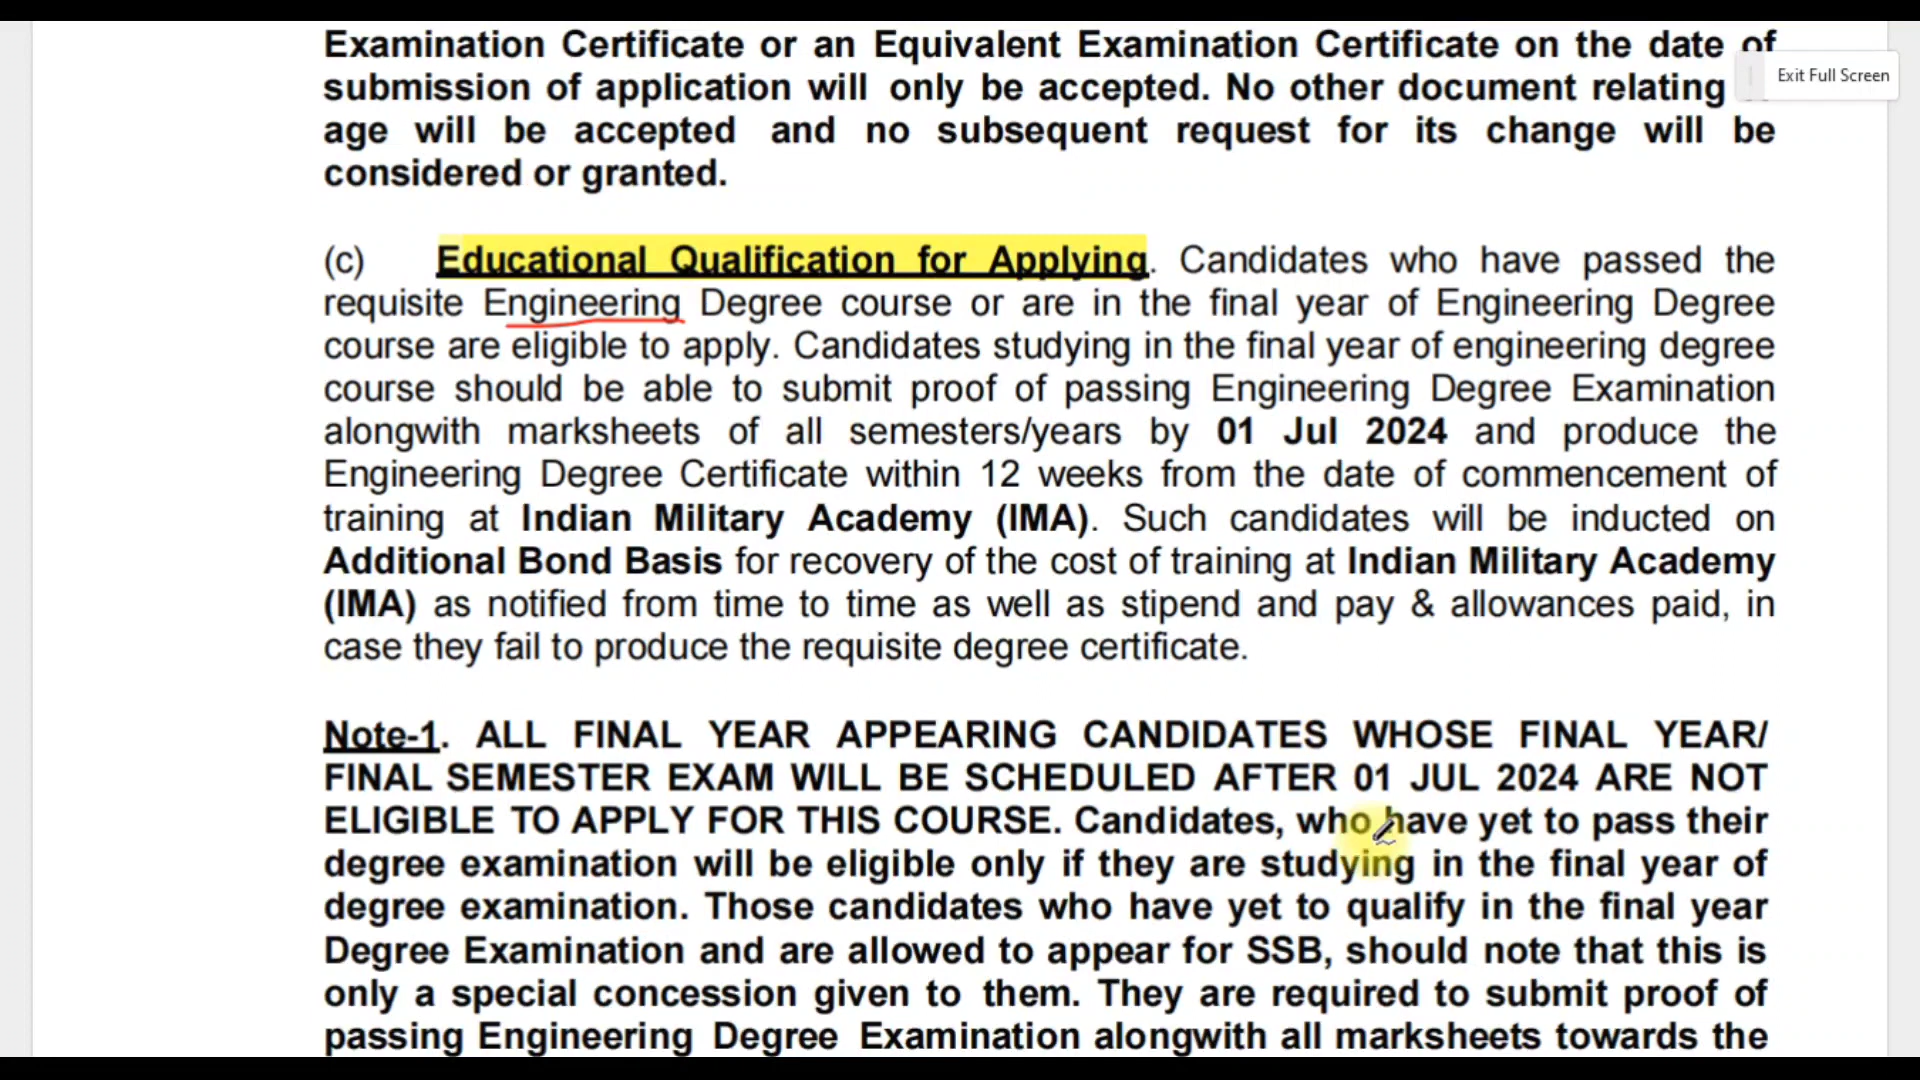 Examination Certificate or an Equivalent Examination Certificate on the date of
Exit Full Screen
submission of application will only be accepted. No other document relating
age will be accepted and no subsequent request for its change will be
considered or granted.
(c) Educational Qualification for Applying. Candidates who have passed the
requisite Engineering Degree course or are in the final year of Engineering Degree
course are eligible to apply. Candidates studying in the final year of engineering degree
course should be able to submit proof of passing Engineering Degree Examination
alongwith marksheets of all semesters/years by 01 Jul 2024 and produce the
Engineering Degree Certificate within 12 weeks from the date of commencement of
training at Indian Military Academy (IMA). Such candidates will be inducted on
Additional Bond Basis for recovery of the cost of training at Indian Military Academy
(IMA) as notified from time to time as well as stipend and pay & allowances paid, in
case they fail to produce the requisite degree certificate.
Note-1. ALL FINAL YEAR APPEARING CANDIDATES WHOSE FINAL YEAR/
FINAL SEMESTER EXAM WILL BE SCHEDULED AFTER 01 JUL 2024 ARE NOT
ELIGIBLE TO APPLY FOR THIS COURSE. Candidates, who have yet to pass their
degree examination will be eligible only if they are studying in the final year of
degree examination. Those candidates who have yet to qualify in the final year
Degree Examination and are allowed to appear for SSB, should note that this is
only a special concession given to them. They are required to submit proof of
passing Engineering Degree Examination alongwith all marksheets towards the